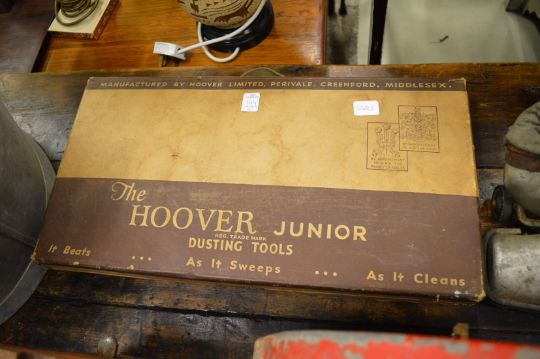 MANUFACTURED BY HOOVER LIMITED, PERIVALE, GREENFORD, MIDDLESEX.
The
HOOVER JUNIOR
REG. TRADE MARK
DUSTING TOOLS
It Beats ... As It Sweeps ... As It Cleans